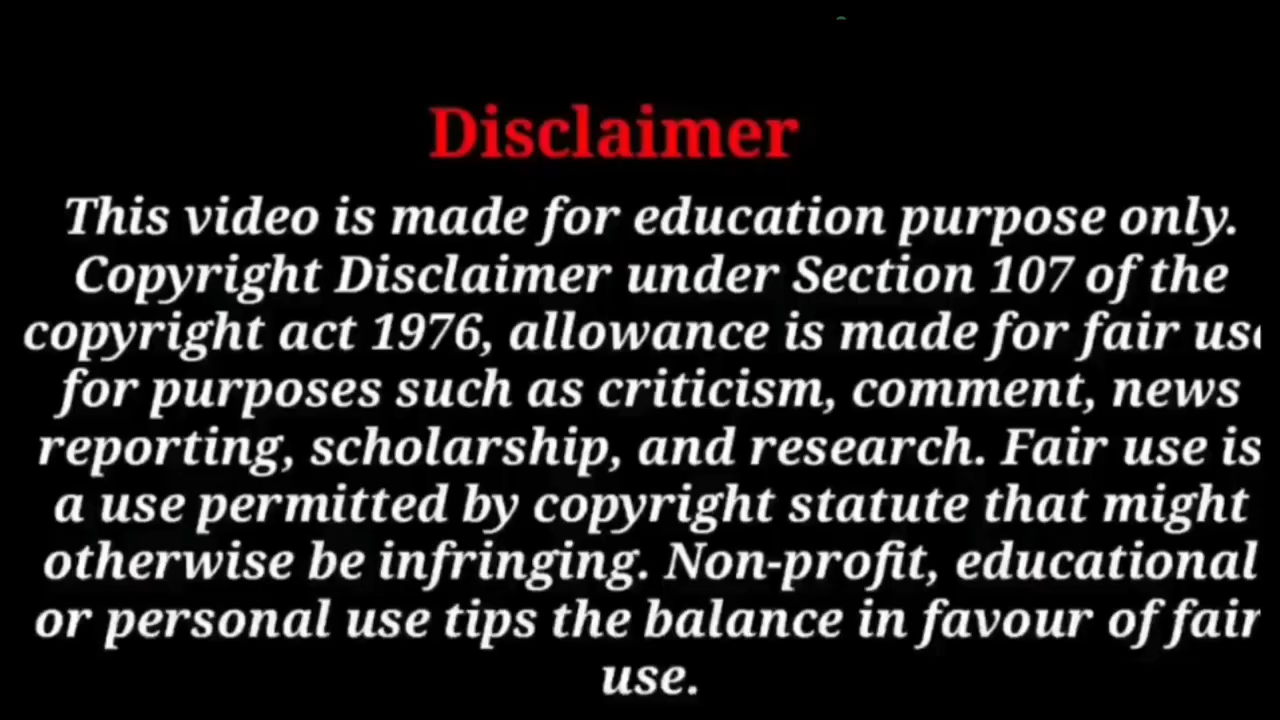 Disclaimer
This video is made for education purpose only.
Copyright Disclaimer under Section 107 of the
copyright act 1976, allowance is made for fair use
for purposes such as criticism, comment, news
reporting, scholarship, and research. Fair use is
a use permitted by copyright statute that might
otherwise be infringing. Non-profit, educational
or personal use tips the balance in favour of fair
use.